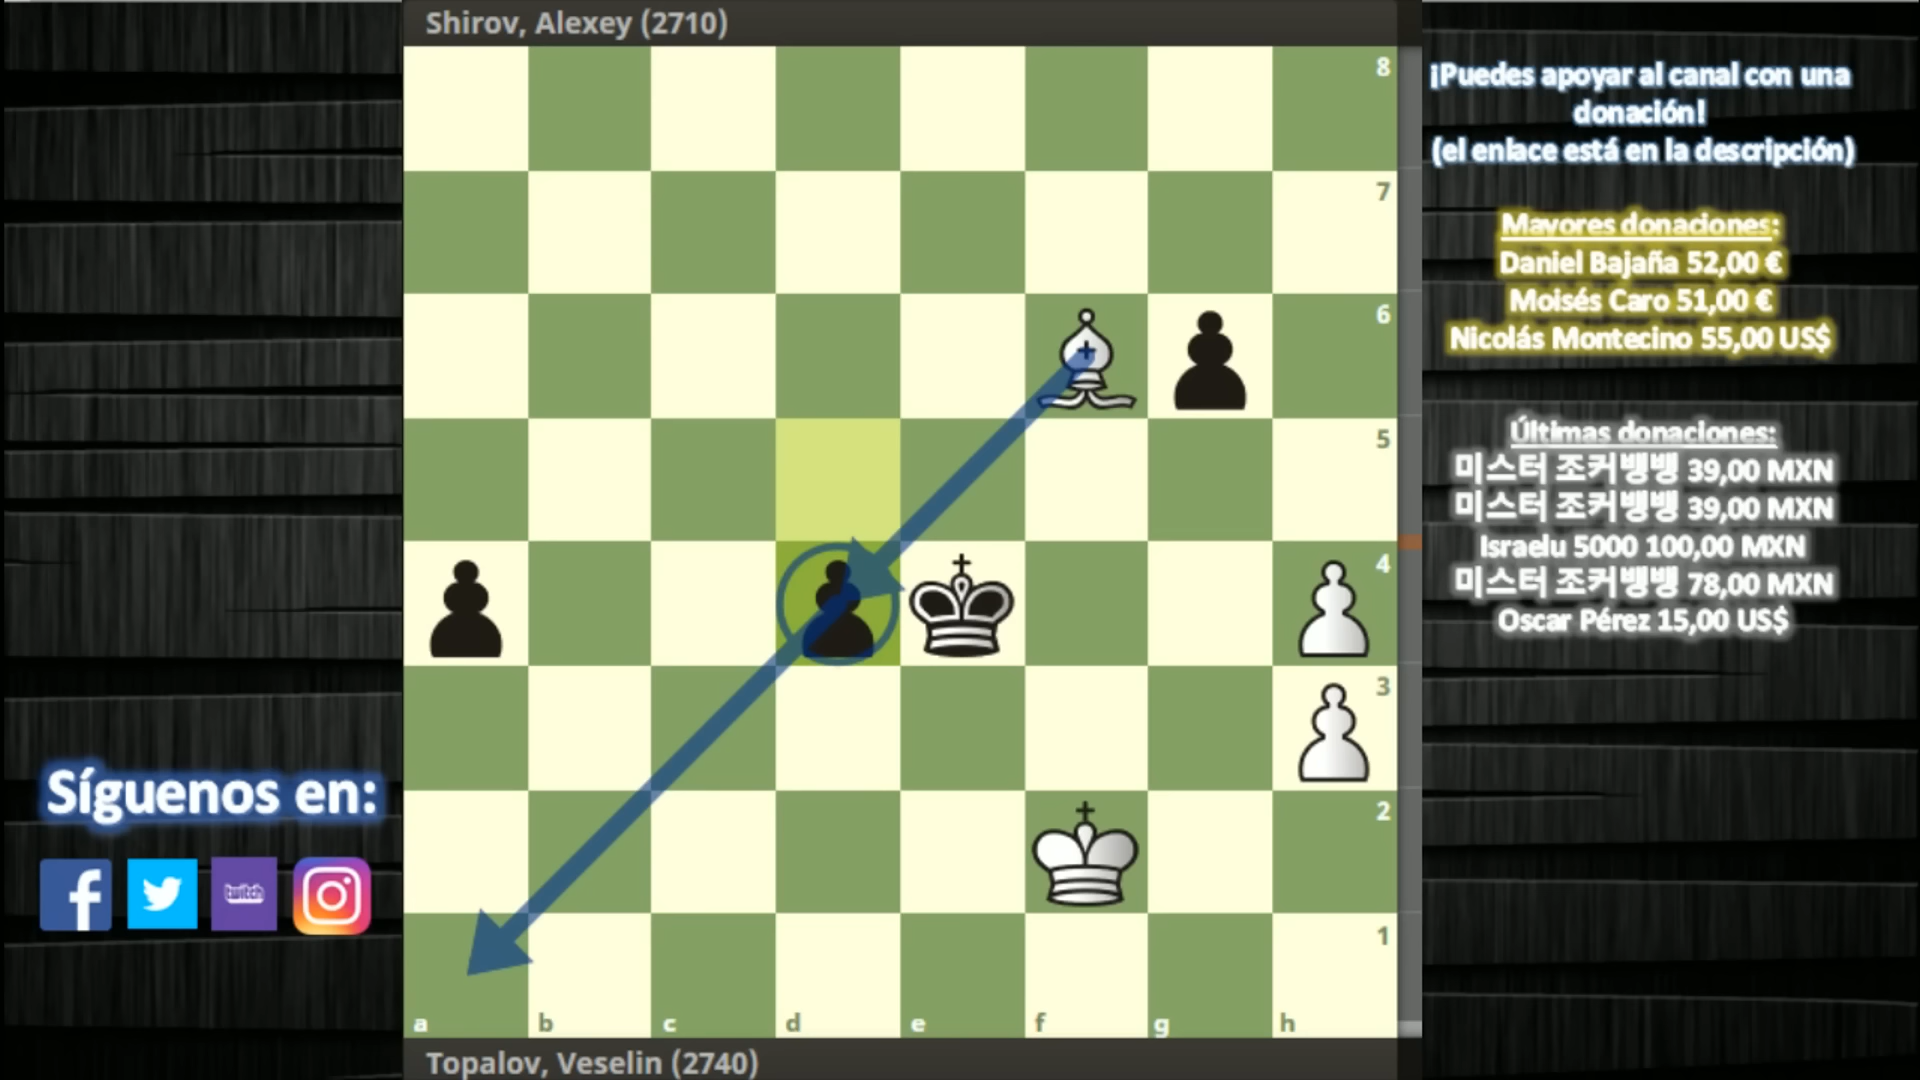 Shirov, Alexey (2710)
8
7
6
5
4
3
2
1
a b c d e f g h
Topalov, Veselin (2740)
Síguenos en:
f
twitch
¡Puedes apoyar al canal con una
donación!
(el enlace está en la descripción)
Mayores donaciones:
Daniel Bajaña 52,00 €
Moisés Caro 51,00 €
Nicolás Montecino 55,00 US$
Últimas donaciones:
미스터 조커뱅뱅 39,00 MXN
미스터 조커뱅뱅 39,00 MXN
Israelu 5000 100,00 MXN
미스터 조커뱅뱅 78,00 MXN
Oscar Pérez 15,00 US$